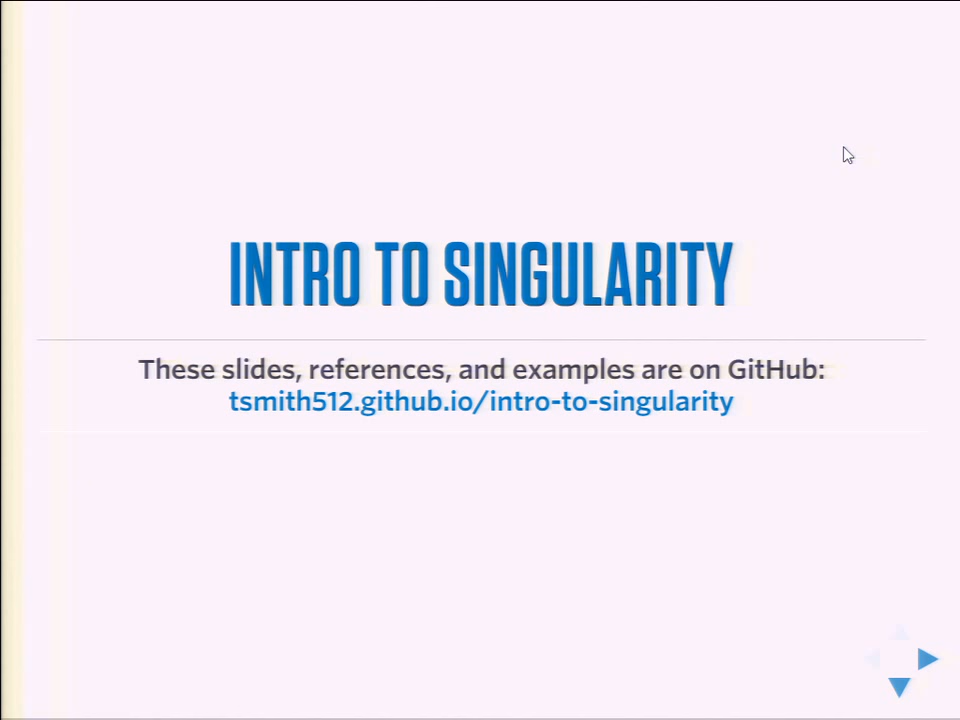 INTRO TO SINGULARITY
These slides, references, and examples are on GitHub:
tsmith512.github.io/intro-to-singularity